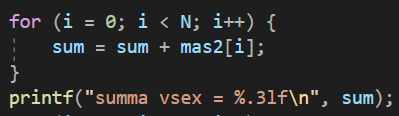 for (i = 0; i < N; i++) {
    sum = sum + mas2[i];
}
printf("summa vsex = %.3lf\n", sum);